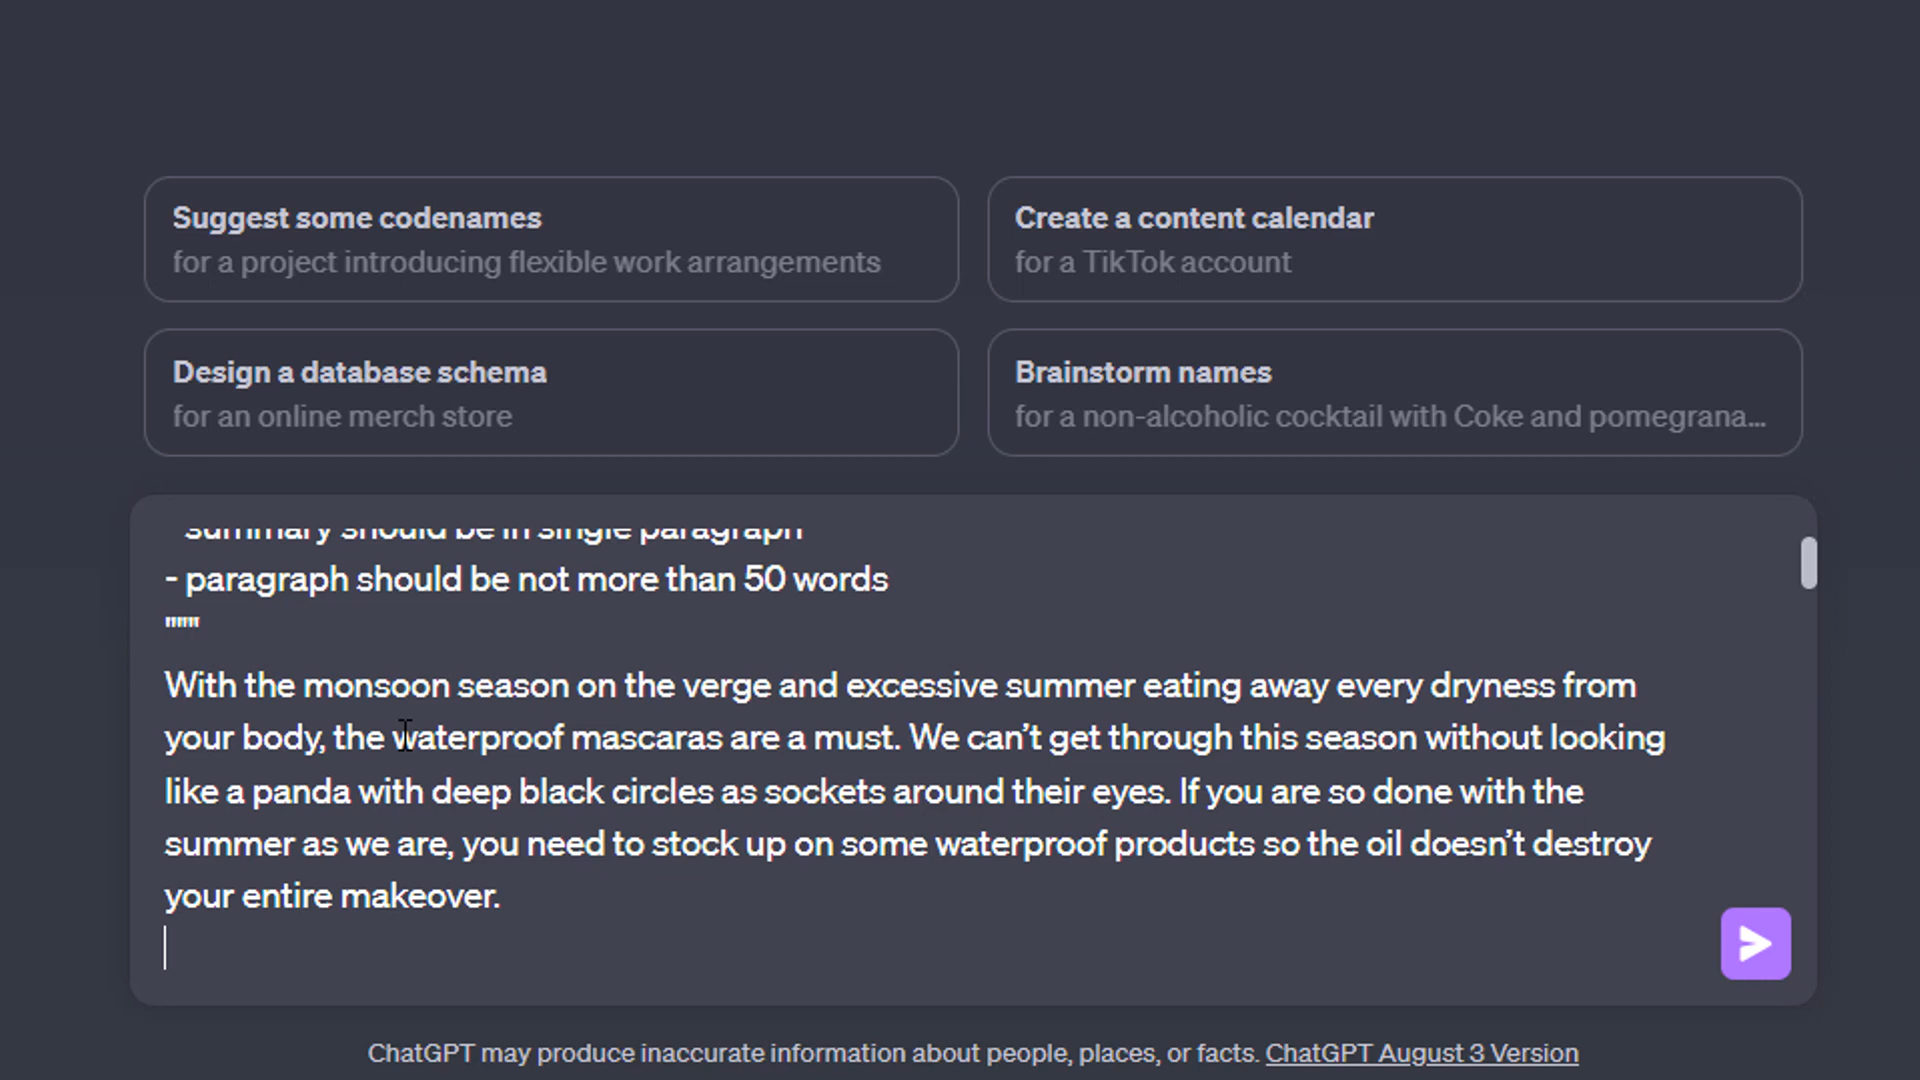 Suggest some codenames
for a project introducing flexible work arrangements
Create a content calendar
for a TikTok account
Design a database schema
for an online merch store
Brainstorm names
for a non-alcoholic cocktail with Coke and pomegrana...
summary should be in single paragraph
- paragraph should be not more than 50 words
"""
With the monsoon season on the verge and excessive summer eating away every dryness from
your body, the waterproof mascaras are a must. We can’t get through this season without looking
like a panda with deep black circles as sockets around their eyes. If you are so done with the
summer as we are, you need to stock up on some waterproof products so the oil doesn’t destroy
your entire makeover.
ChatGPT may produce inaccurate information about people, places, or facts. ChatGPT August 3 Version